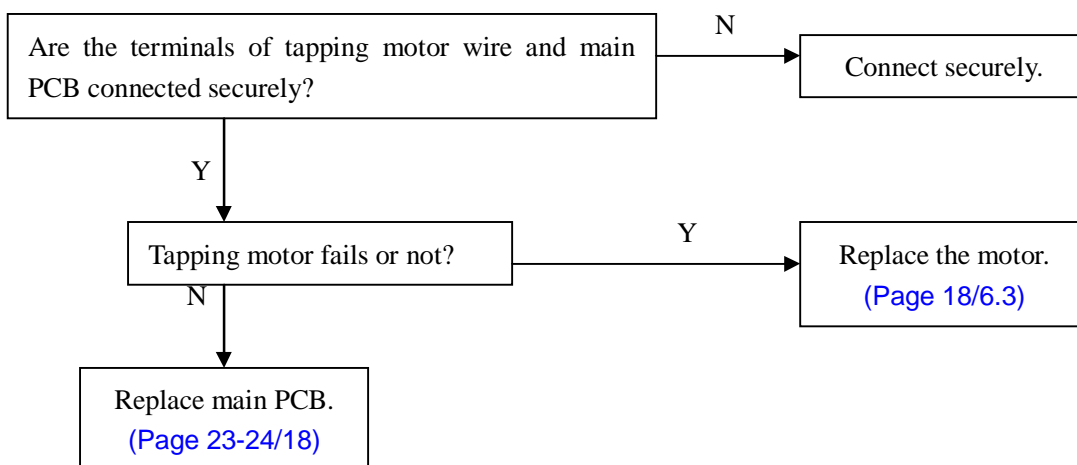 Are the terminals of tapping motor wire and main
PCB connected securely?
N
Connect securely.
Y
Tapping motor fails or not?
Y
Replace the motor.
(Page 18/6.3)
N
Replace main PCB.
(Page 23-24/18)